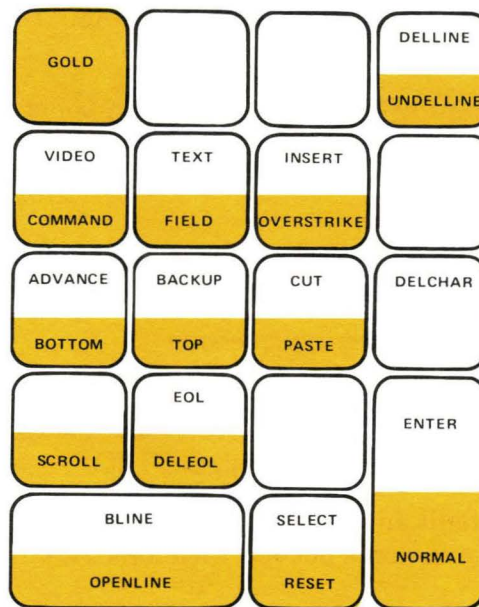 GOLD
DELLINE
UNDELLINE
VIDEO
COMMAND
TEXT
FIELD
INSERT
OVERSTRIKE
ADVANCE
BOTTOM
BACKUP
TOP
CUT
PASTE
DELCHAR
SCROLL
EOL
DELEOL
ENTER
NORMAL
BLINE
OPENLINE
SELECT
RESET